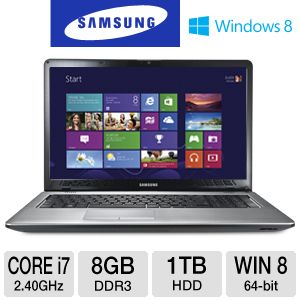 SAMSUNG
Windows 8
Start
SAMSUNG
CORE i7
2.40GHz
8GB
DDR3
1TB
HDD
WIN 8
64-bit